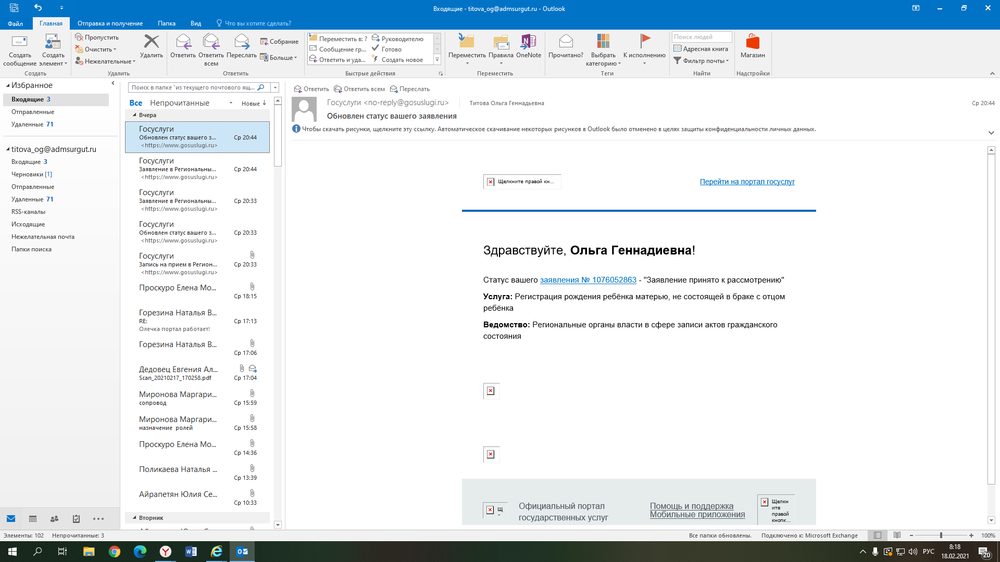 Входящие - titova_og@admsurgut.ru - Outlook
Файл
Главная
Отправка и получение
Папка
Вид
Что вы хотите сделать?
Создать сообщение
Создать элемент
Создать
Пропустить
Очистить
Нежелательные
Удалить
Удалить
Ответить
Ответить всем
Переслать
Собрание
Больше
Ответить
Переместить в: ?
Сообщение гр...
Ответить и уда...
Руководителю
Готово
Создать новое
Быстрые действия
Переместить
Правила
OneNote
Переместить
Прочитано?
Выбрать категорию
К исполнению
Теги
Поиск людей
Адресная книга
Фильтр почты
Найти
Магазин
Надстройки
Избранное
Входящие 3
Отправленные
Удаленные 71
titova_og@admsurgut.ru
Входящие 3
Черновики [1]
Отправленные
Удаленные 71
RSS-каналы
Исходящие
Нежелательная почта
Папки поиска
Поиск в папке "из текущего почтового ящ...
Все Непрочитанные Новые
Вчера
Госуслуги
Обновлен статус вашего з... Ср 20:44
<https://www.gosuslugi.ru>
Госуслуги
Заявление в Региональны... Ср 20:44
<https://www.gosuslugi.ru>
Госуслуги
Заявление в Региональны... Ср 20:33
<https://www.gosuslugi.ru>
Госуслуги
Обновлен статус вашего з... Ср 20:33
<https://www.gosuslugi.ru>
Госуслуги
Запись на прием в Регион... Ср 20:33
<https://www.gosuslugi.ru>
Проскуро Елена Мо...
Ср 18:15
Горезина Наталья В...
RE: Ср 17:13
Олечка портал работает!
Горезина Наталья В...
Ср 17:06
Дедовец Евгения Ал...
Scan_20210217_170258.pdf Ср 17:04
Миронова Маргари...
сопровод Ср 15:59
Миронова Маргари...
назначение ролей Ср 15:58
Проскуро Елена Мо...
Ср 14:36
Поликаева Наталья ...
Ср 13:39
Айрапетян Юлия Се...
Ср 10:33
Вторник
Ответить Ответить всем Переслать
Госуслуги <no-reply@gosuslugi.ru> Титова Ольга Геннадьевна Ср 20:44
Обновлен статус вашего заявления
Чтобы скачать рисунки, щелкните эту ссылку. Автоматическое скачивание некоторых рисунков в Outlook было отменено в целях защиты конфиденциальности личных данных.
Щелкните правой кн...
Перейти на портал госуслуг
Здравствуйте, Ольга Геннадиевна!
Статус вашего заявления № 1076052863 - "Заявление принято к рассмотрению"
Услуга: Регистрация рождения ребёнка матерью, не состоящей в браке с отцом
ребёнка
Ведомство: Региональные органы власти в сфере записи актов гражданского
состояния
Щ
Официальный портал
государственных услуг
Помощь и поддержка
Мобильные приложения
Щелкн
ите
правой
кнопк...
Элементы: 102 Непрочитанные: 3
Все папки обновлены. Подключено к: Microsoft Exchange 100%
РУС
8:18
18.02.2021
20